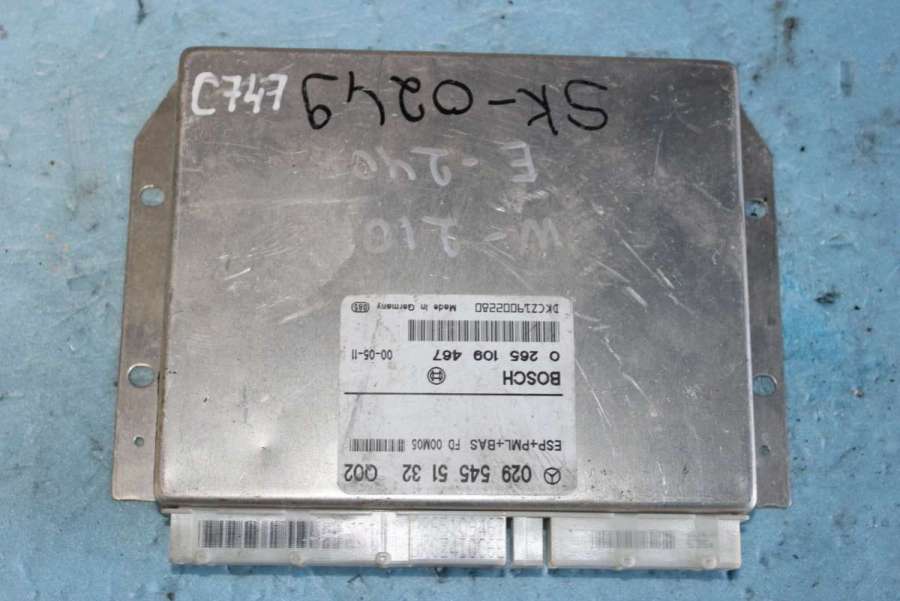 C747
SK-0249
E-240
W-210
029 545 51 32 Q02
ESP+PML+BAS FD 00M05
BOSCH
0 265 109 467 00-05-11
DKCZ19002280 Made in Germany